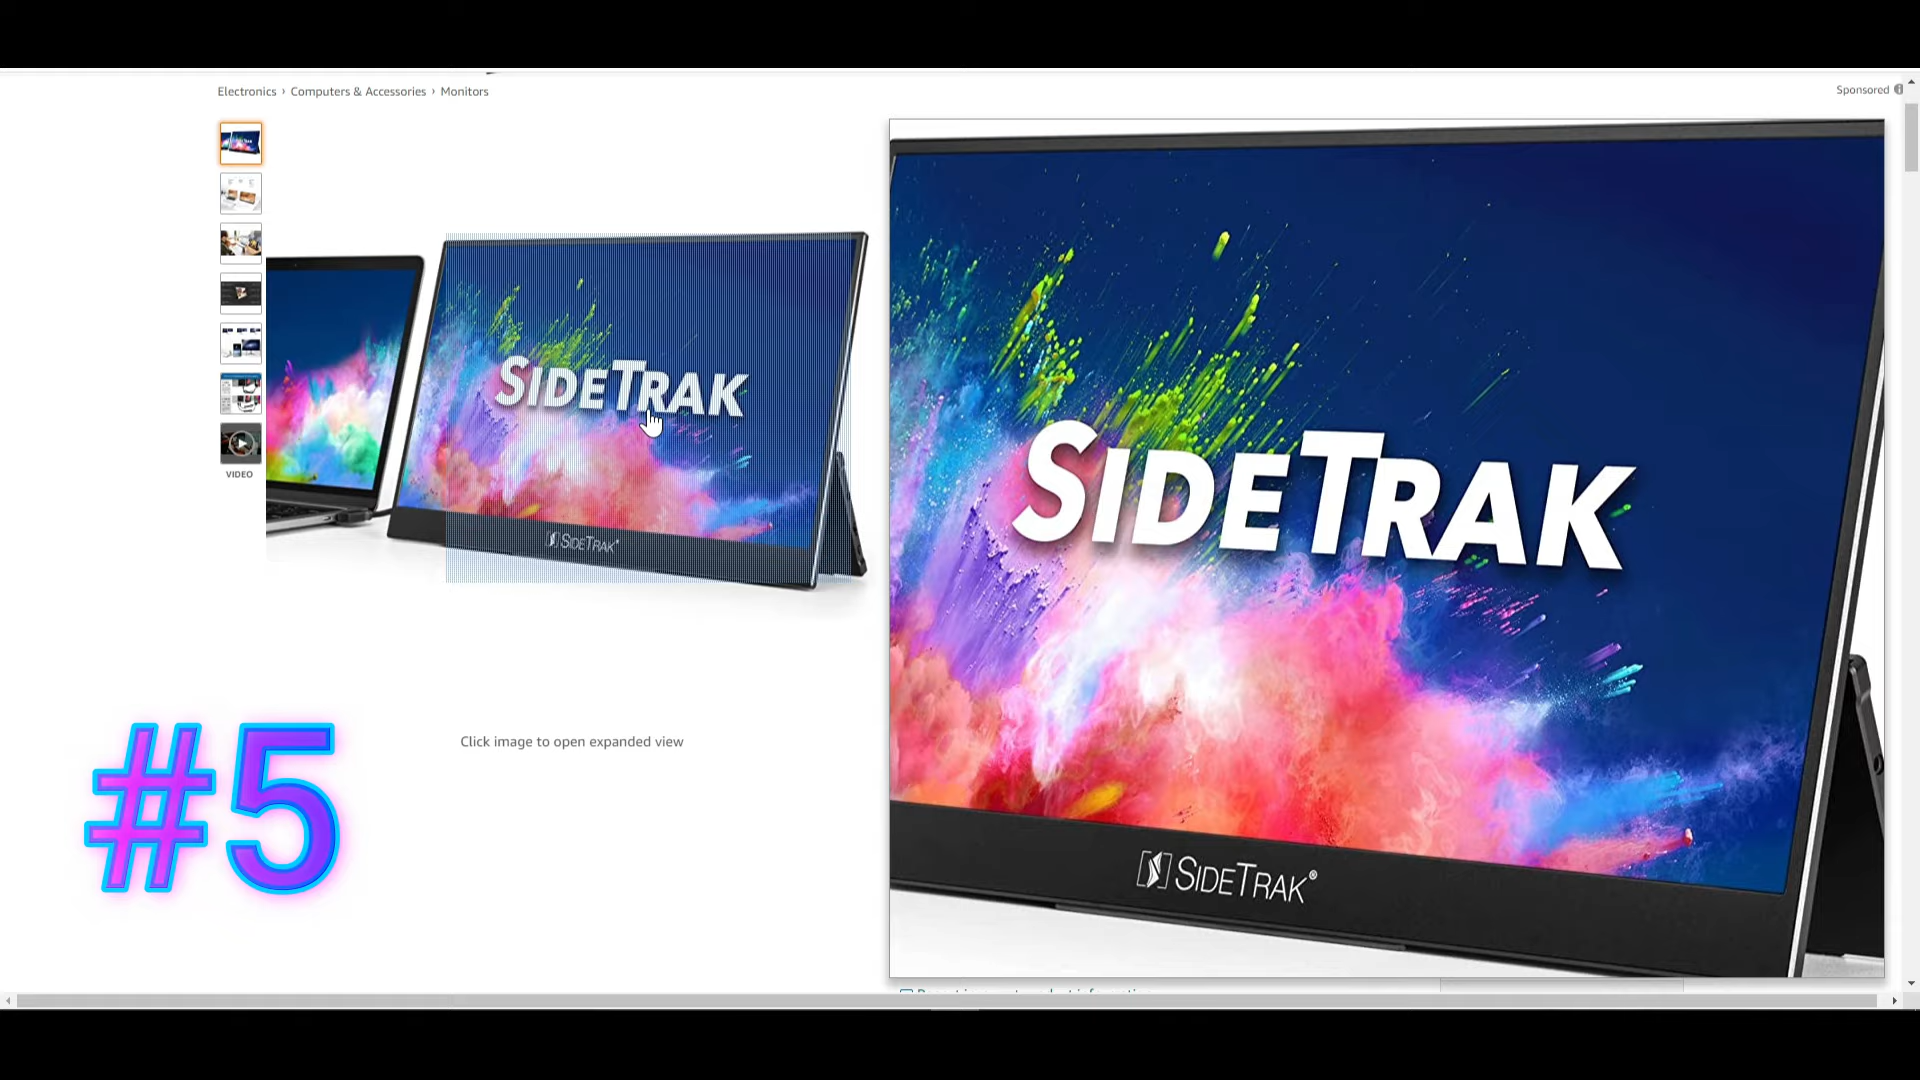 Electronics › Computers & Accessories › Monitors
Sponsored
SIDETRAK
SIDETRAK
SIDETRAK
SIDETRAK®
VIDEO
Click image to open expanded view
#5